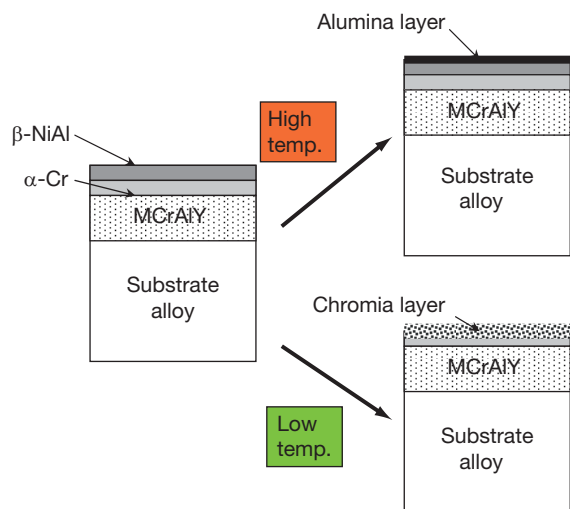 Alumina layer
β-NiAl
α-Cr
MCrAlY
Substrate
alloy
High
temp.
MCrAlY
Substrate
alloy
Low
temp.
Chromia layer
MCrAlY
Substrate
alloy